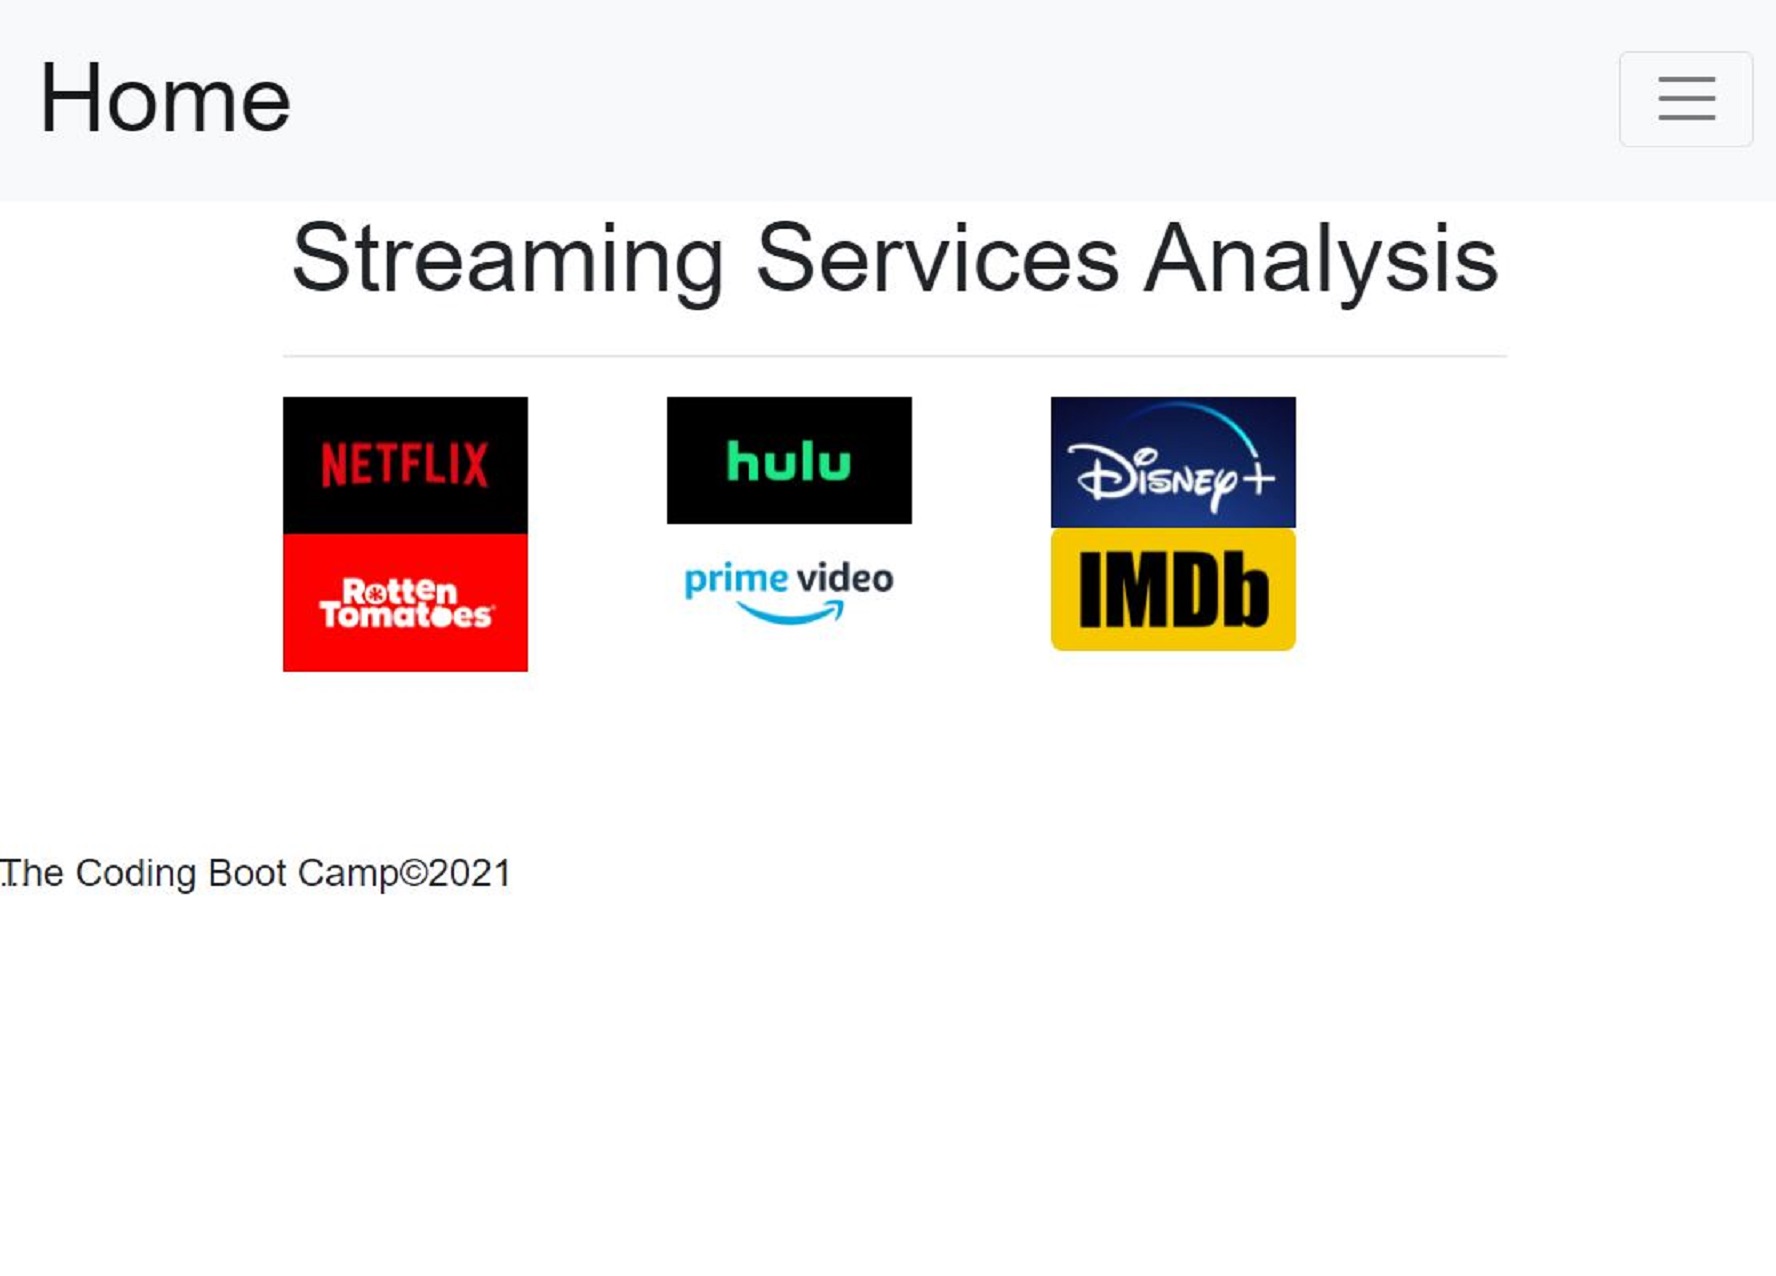 Home
Streaming Services Analysis
NETFLIX
hulu
Disney+
Rotten
Tomatoes
prime video
IMDb
The Coding Boot Camp©2021